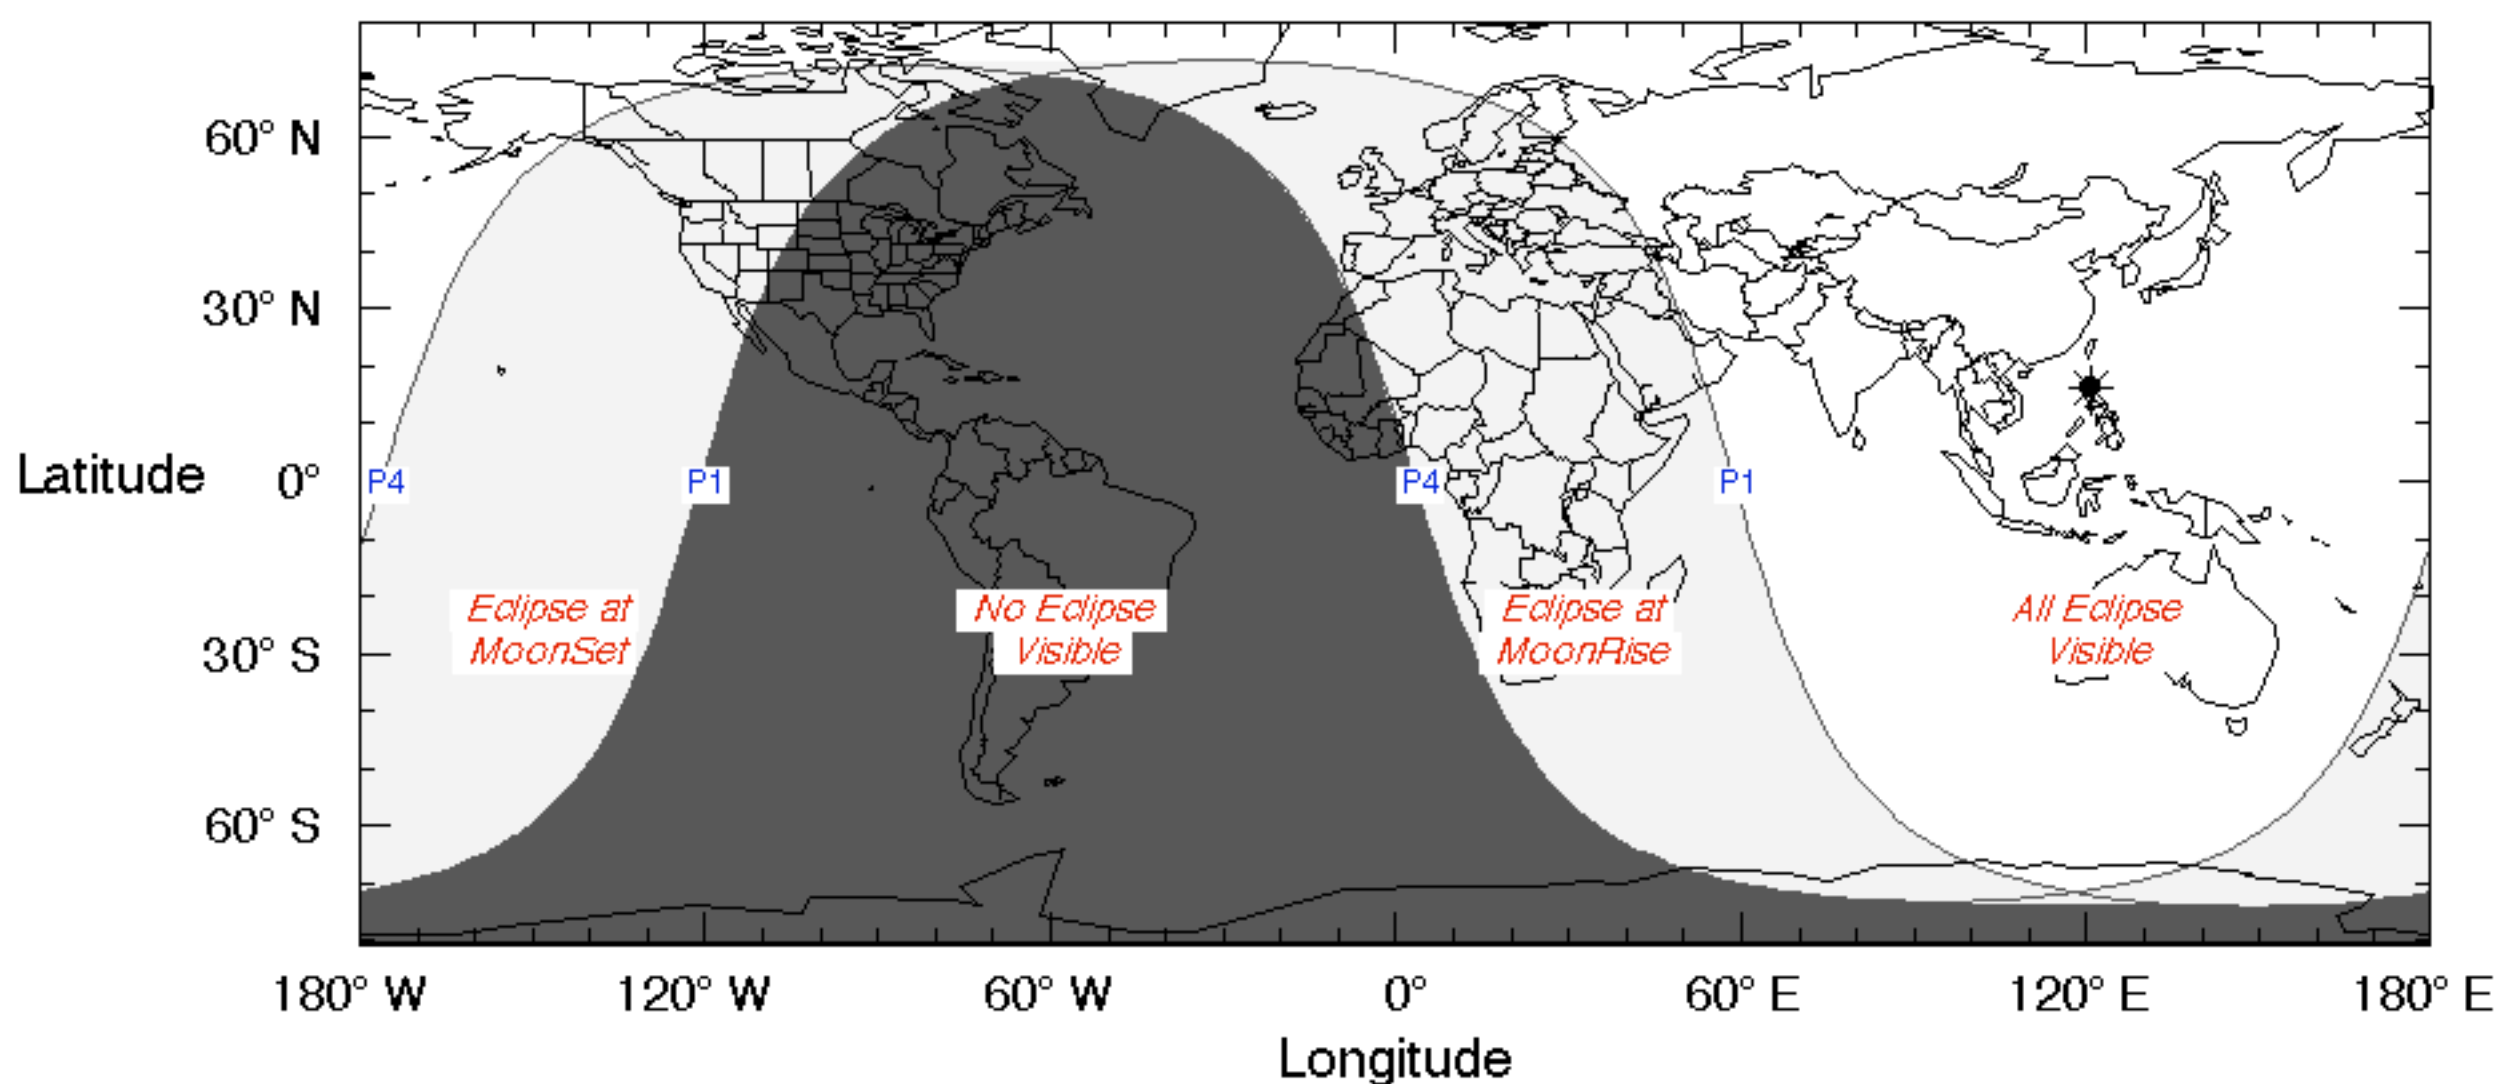 60° N
30° N
Latitude 0°
P4 P1 P4 P1
Eclipse at No Eclipse Eclipse at All Eclipse
MoonSet Visible MoonRise Visible
30° S
60° S
180° W 120° W 60° W 0° 60° E 120° E 180° E
Longitude